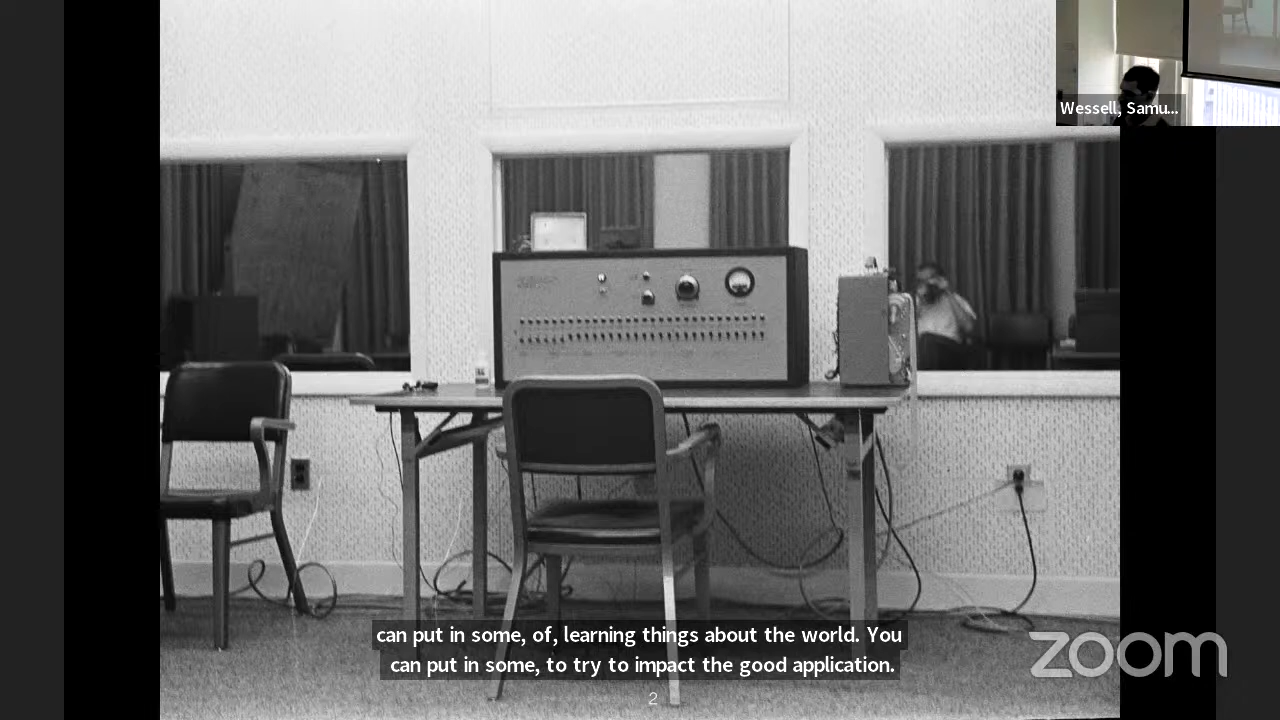 Wessell, Samu...
can put in some, of, learning things about the world. You
can put in some, to try to impact the good application.
zoom
2